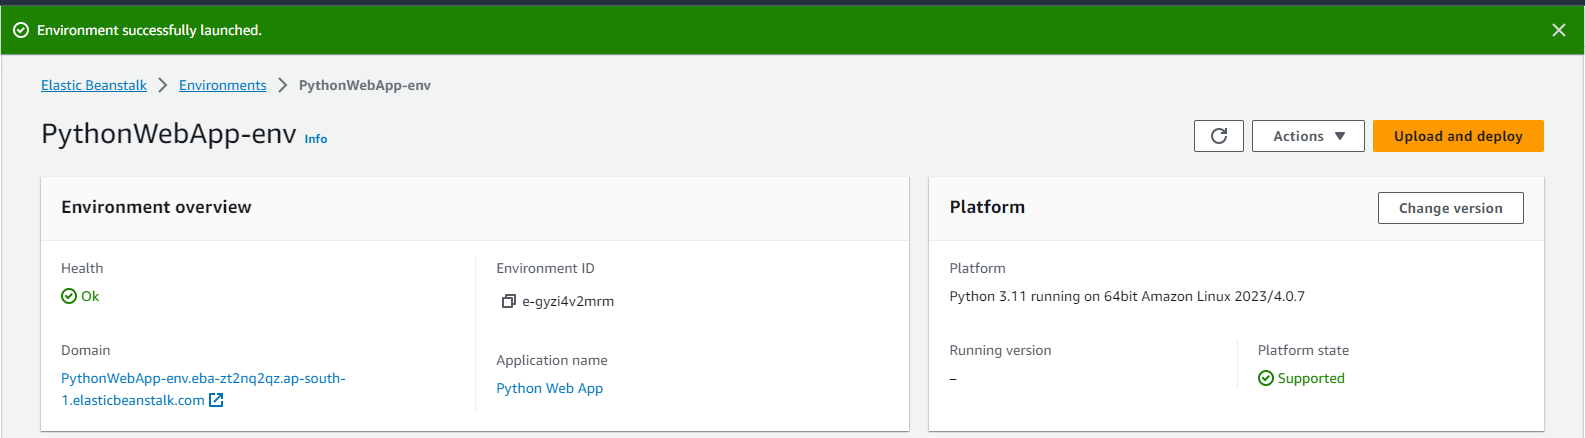 Environment successfully launched.
Elastic Beanstalk > Environments > PythonWebApp-env
PythonWebApp-env Info
Actions
Upload and deploy
Environment overview
Health
Ok
Domain
PythonWebApp-env.eba-zt2nq2qz.ap-south-
1.elasticbeanstalk.com
Environment ID
e-gyzi4v2mrm
Application name
Python Web App
Platform
Change version
Platform
Python 3.11 running on 64bit Amazon Linux 2023/4.0.7
Running version
–
Platform state
Supported